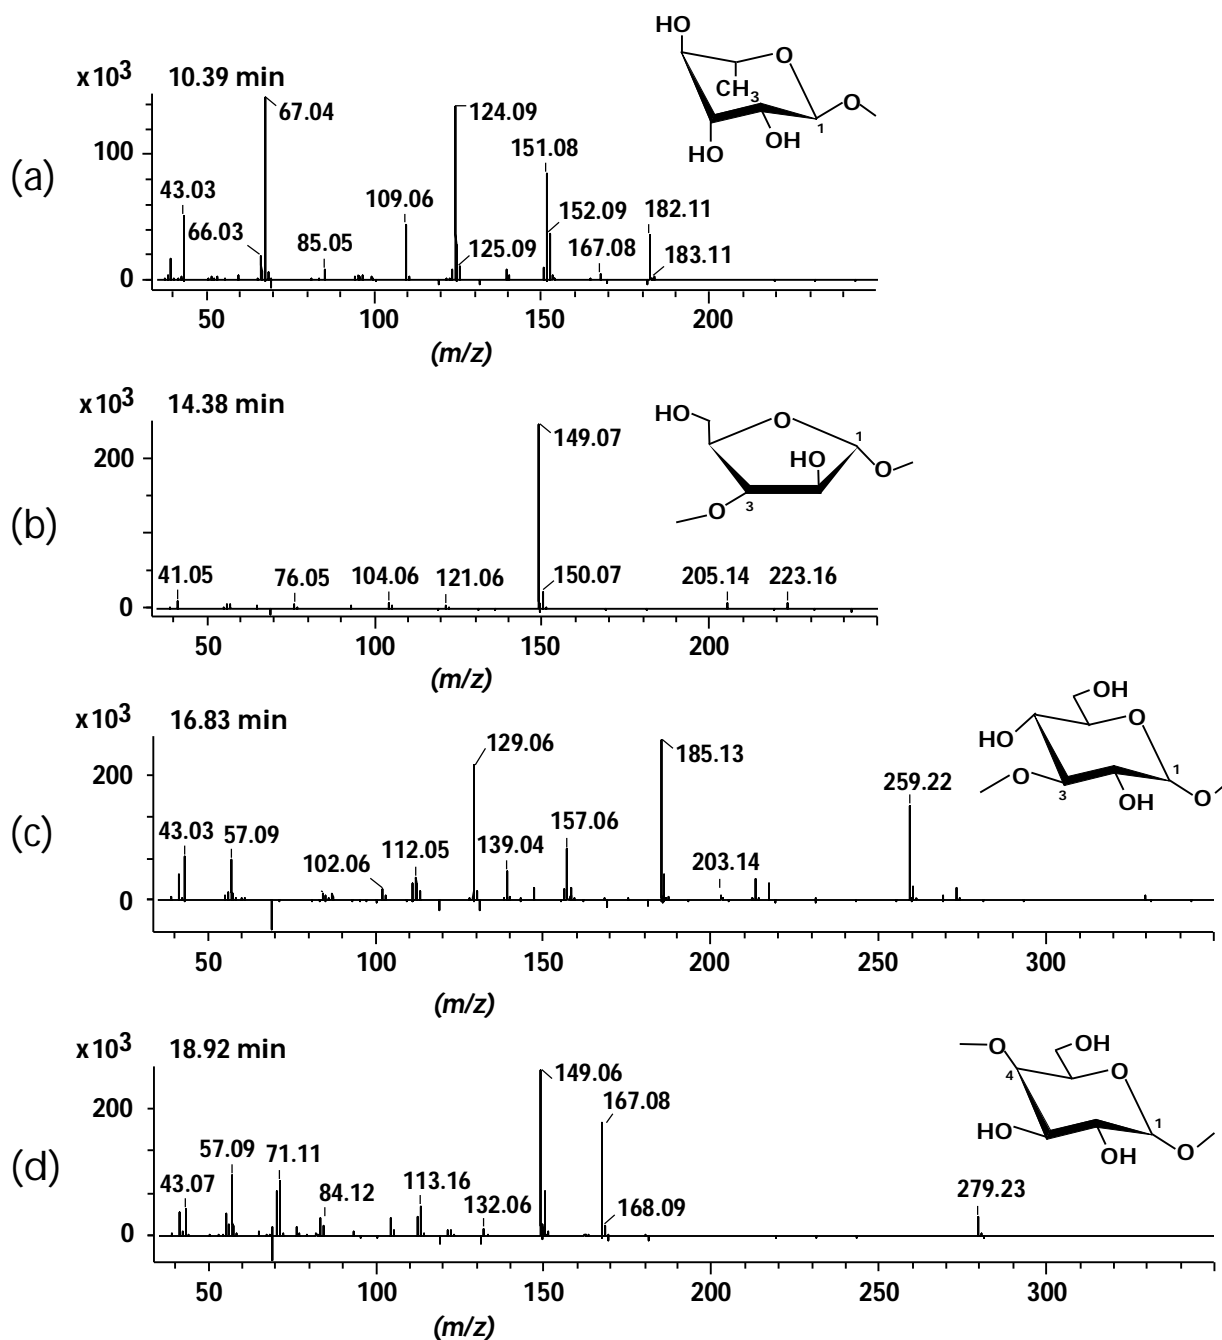 (a)
x10³ 10.39 min
100
0
43.03
66.03
67.04
85.05
109.06
124.09
125.09
151.08
152.09
167.08
182.11
183.11
50 100 150 200
(m/z)
HO
O
CH₃
O
1
OH
HO
(b)
x10³ 14.38 min
200
0
41.05
76.05
104.06
121.06
149.07
150.07
205.14
223.16
50 100 150 200
(m/z)
HO
O
1
HO
O
O
3
(c)
x10³ 16.83 min
200
0
43.03
57.09
102.06
112.05
129.06
139.04
157.06
185.13
203.14
259.22
50 100 150 200 250 300
(m/z)
OH
O
HO
O
3
OH
1
O
(d)
x10³ 18.92 min
200
0
43.07
57.09
71.11
84.12
113.16
132.06
149.06
167.08
168.09
279.23
50 100 150 200 250 300
(m/z)
O
OH
4
O
HO
OH
1
O